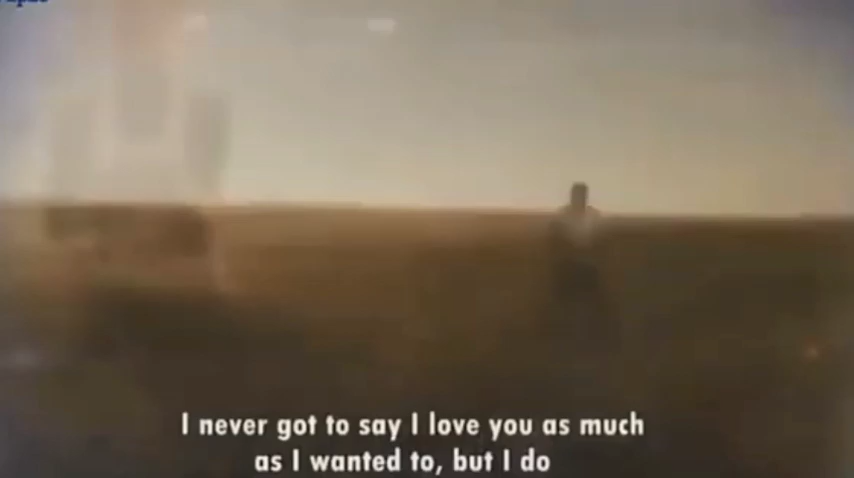 I never got to say I love you as much
as I wanted to, but I do